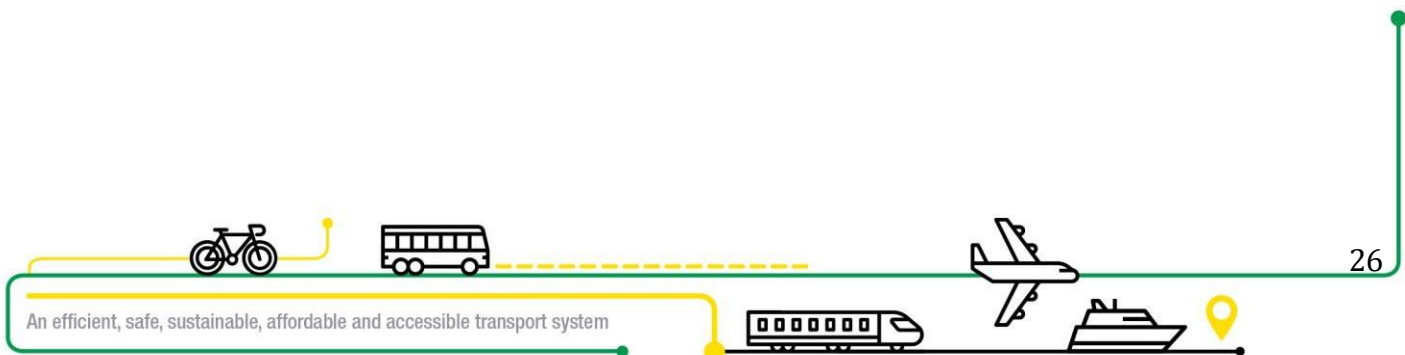 26
An efficient, safe, sustainable, affordable and accessible transport system